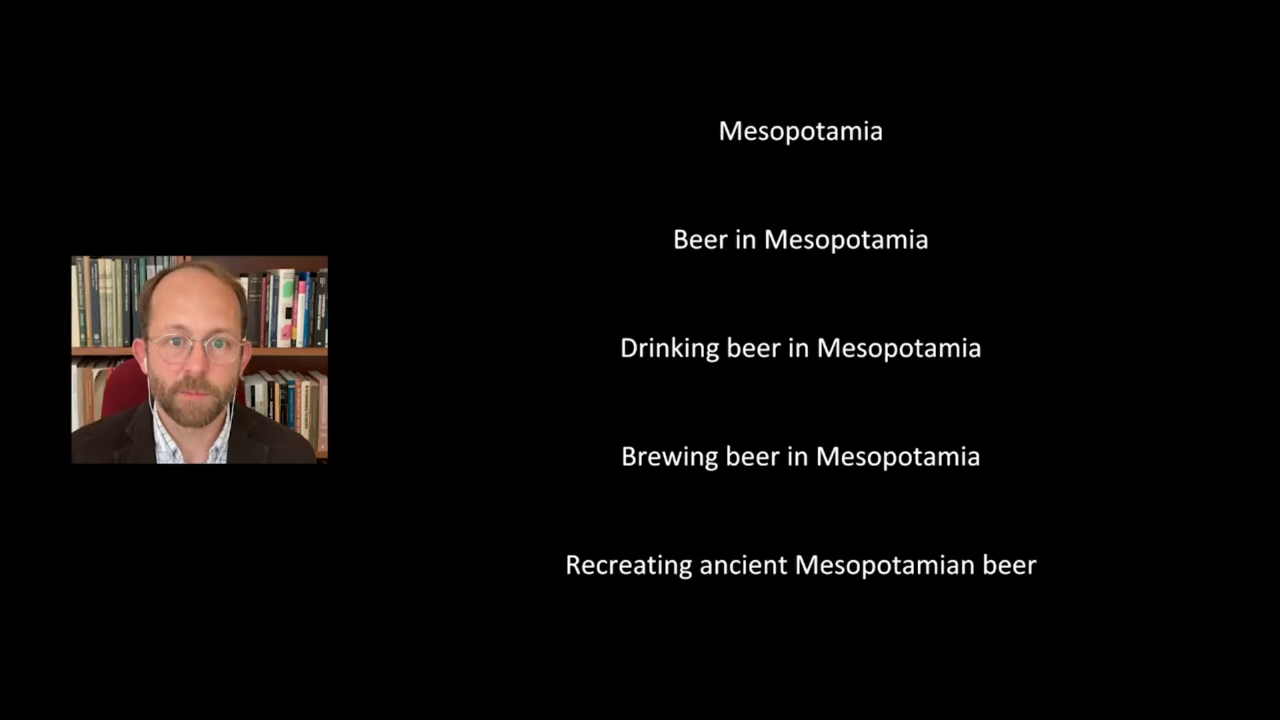 Mesopotamia
Beer in Mesopotamia
Drinking beer in Mesopotamia
Brewing beer in Mesopotamia
Recreating ancient Mesopotamian beer